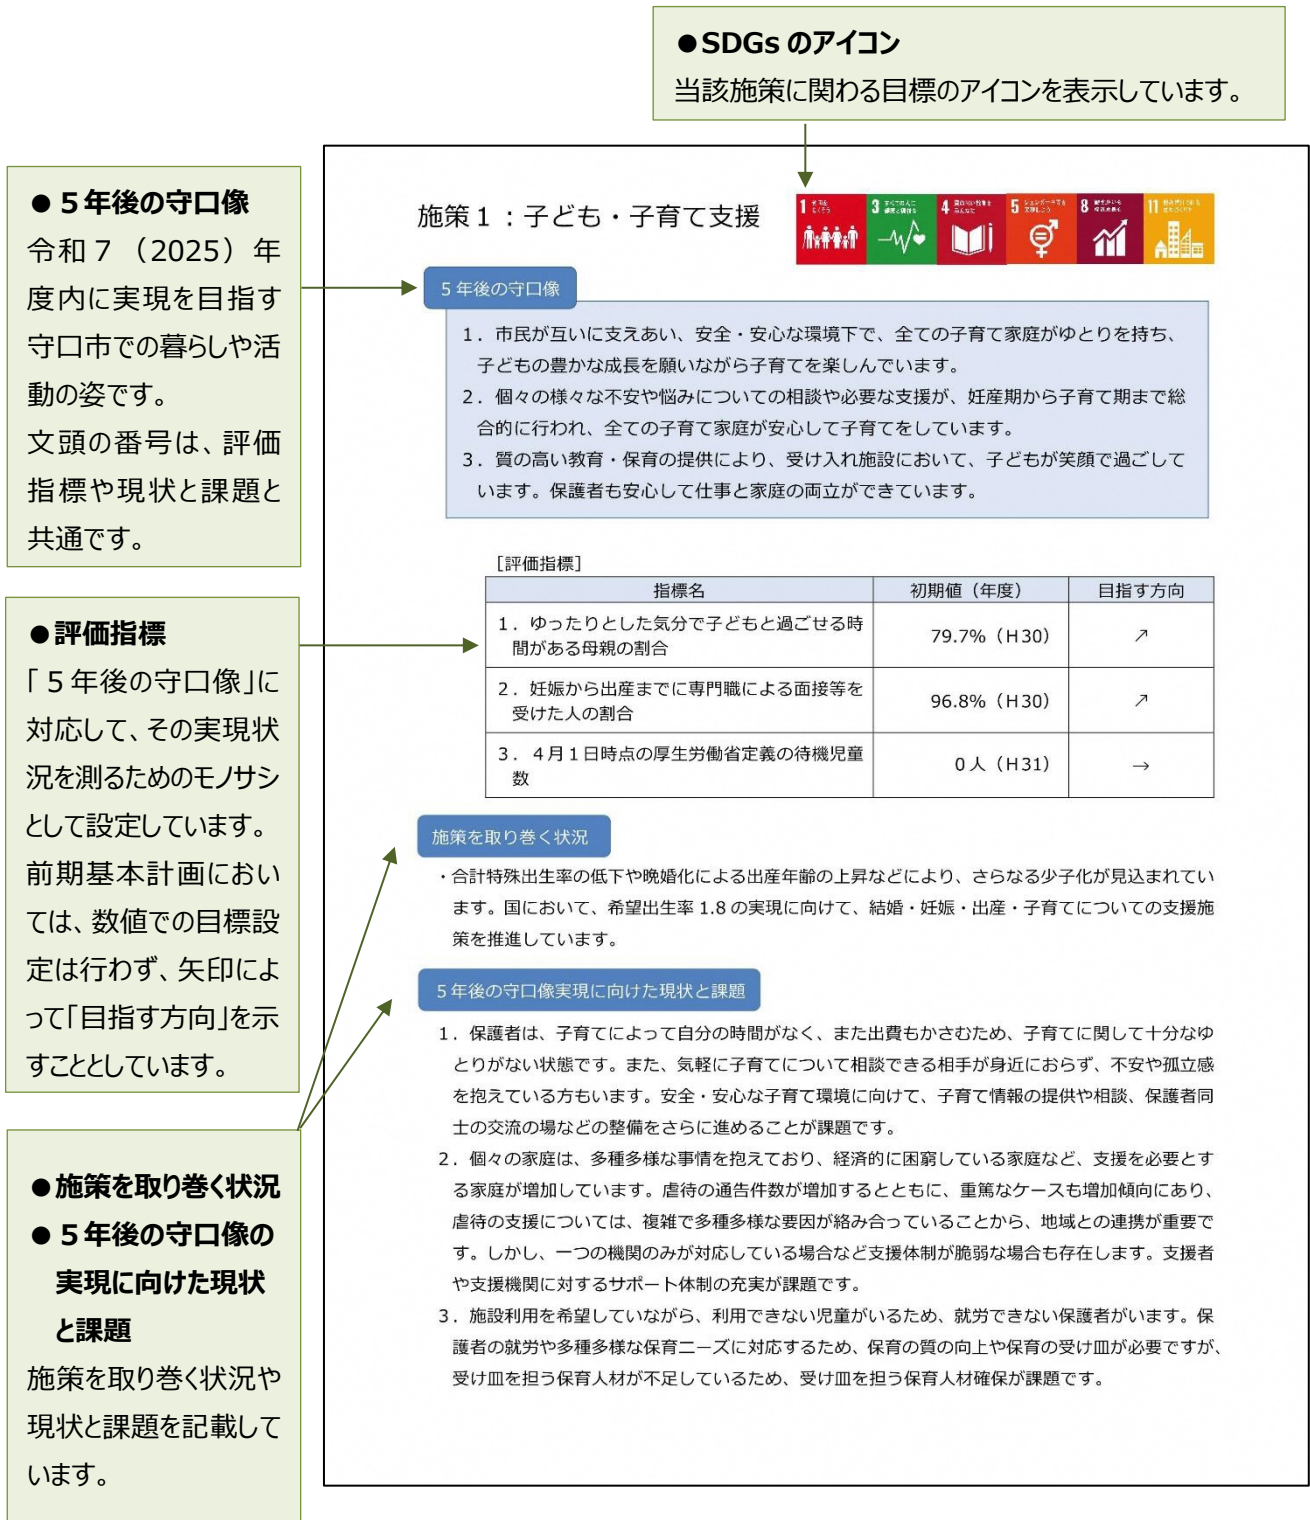 ●SDGs のアイコン
当該施策に関わる目標のアイコンを表示しています。
●５年後の守口像
令和７（2025）年
度内に実現を目指す
守口市での暮らしや活
動の姿です。
文頭の番号は、評価
指標や現状と課題と
共通です。
●評価指標
「５年後の守口像」に
対応して、その実現状
況を測るためのモノサシ
として設定しています。
前期基本計画におい
ては、数値での目標設
定は行わず、矢印によ
って「目指す方向」を示
すこととしています。
●施策を取り巻く状況
●５年後の守口像の
実現に向けた現状
と課題
施策を取り巻く状況や
現状と課題を記載して
います。
施策１：子ども・子育て支援
1
3
4
5
8
11
５年後の守口像
１．市民が互いに支えあい、安全・安心な環境下で、全ての子育て家庭がゆとりを持ち、
子どもの豊かな成長を願いながら子育てを楽しんでいます。
２．個々の様々な不安や悩みについての相談や必要な支援が、妊産期から子育て期まで総
合的に行われ、全ての子育て家庭が安心して子育てをしています。
３．質の高い教育・保育の提供により、受け入れ施設において、子どもが笑顔で過ごして
います。保護者も安心して仕事と家庭の両立ができています。
［評価指標］
指標名 初期値（年度） 目指す方向
１．ゆったりとした気分で子どもと過ごせる時
間がある母親の割合 79.7%（H30） ↗
２．妊娠から出産までに専門職による面接等を
受けた人の割合 96.8%（H30） ↗
３．４月１日時点の厚生労働省定義の待機児童
数 ０人（H31） →
施策を取り巻く状況
・合計特殊出生率の低下や晩婚化による出産年齢の上昇などにより、さらなる少子化が見込まれてい
ます。国において、希望出生率 1.8 の実現に向けて、結婚・妊娠・出産・子育てについての支援施
策を推進しています。
５年後の守口像実現に向けた現状と課題
１．保護者は、子育てによって自分の時間がなく、また出費もかさむため、子育てに関して十分なゆ
とりがない状態です。また、気軽に子育てについて相談できる相手が身近におらず、不安や孤立感
を抱えている方もいます。安全・安心な子育て環境に向けて、子育て情報の提供や相談、保護者同
士の交流の場などの整備をさらに進めることが課題です。
２．個々の家庭は、多種多様な事情を抱えており、経済的に困窮している家庭など、支援を必要とす
る家庭が増加しています。虐待の通告件数が増加するとともに、重篤なケースも増加傾向にあり、
虐待の支援については、複雑で多種多様な要因が絡み合っていることから、地域との連携が重要で
す。しかし、一つの機関のみが対応している場合など支援体制が脆弱な場合も存在します。支援者
や支援機関に対するサポート体制の充実が課題です。
３．施設利用を希望していながら、利用できない児童がいるため、就労できない保護者がいます。保
護者の就労や多種多様な保育ニーズに対応するため、保育の質の向上や保育の受け皿が必要ですが、
受け皿を担う保育人材が不足しているため、受け皿を担う保育人材確保が課題です。